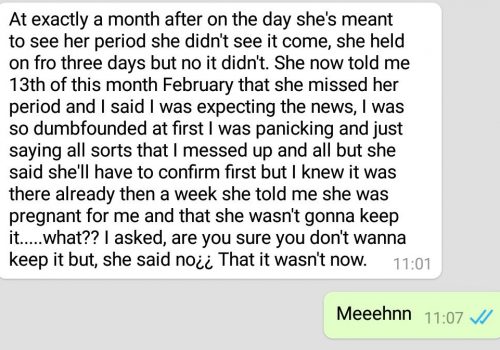 At exactly a month after on the day she's meant
to see her period she didn't see it come, she held
on fro three days but no it didn't. She now told me
13th of this month February that she missed her
period and I said I was expecting the news, I was
so dumbfounded at first I was panicking and just
saying all sorts that I messed up and all but she
said she'll have to confirm first but I knew it was
there already then a week she told me she was
pregnant for me and that she wasn't gonna keep
it.....what?? I asked, are you sure you don't wanna
keep it but, she said no¿¿ That it wasn't now.
11:01
Meeehnn 11:07